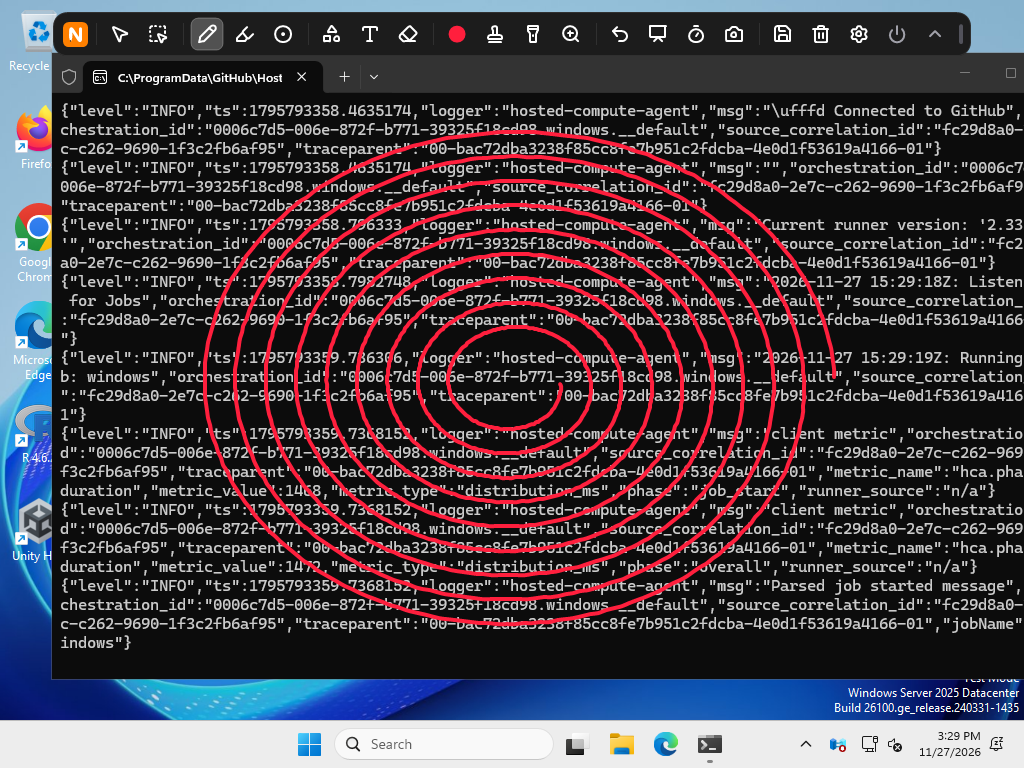 N T
Recycle
C:\ProgramData\GitHub\Host
{"level":"INFO","ts":1795793358.4635174,"logger":"hosted-compute-agent","msg":"\ufffd Connected to GitHub",
chestration_id":"0006c7d5-006e-872f-b771-39325f18cd98.windows.__default","source_correlation_id":"fc29d8a0-
c-c262-9690-1f3c2fb6af95","traceparent":"00-bac72dba3238f85cc8fe7b951c2fdcba-4e0d1f53619a4166-01"}
Firefo
{"level":"INFO","ts":1795793358.4635174,"logger":"hosted-compute-agent","msg":"","orchestration_id":"0006c7
006e-872f-b771-39325f18cd98.windows.__default","source_correlation_id":"fc29d8a0-2e7c-c262-9690-1f3c2fb6af9
"traceparent":"00-bac72dba3238f85cc8fe7b951c2fdcba-4e0d1f53619a4166-01"}
{"level":"INFO","ts":1795793358.796333,"logger":"hosted-compute-agent","msg":"Current runner version: '2.33
'","orchestration_id":"0006c7d5-006e-872f-b771-39325f18cd98.windows.__default","source_correlation_id":"fc2
a0-2e7c-c262-9690-1f3c2fb6af95","traceparent":"00-bac72dba3238f85cc8fe7b951c2fdcba-4e0d1f53619a4166-01"}
Googl
Chrom
{"level":"INFO","ts":1795793358.7982748,"logger":"hosted-compute-agent","msg":"2026-11-27 15:29:18Z: Listen
for Jobs","orchestration_id":"0006c7d5-006e-872f-b771-39325f18cd98.windows.__default","source_correlation_
:"fc29d8a0-2e7c-c262-9690-1f3c2fb6af95","traceparent":"00-bac72dba3238f85cc8fe7b951c2fdcba-4e0d1f53619a4166
"}
{"level":"INFO","ts":1795793359.736306,"logger":"hosted-compute-agent","msg":"2026-11-27 15:29:19Z: Running
b: windows","orchestration_id":"0006c7d5-006e-872f-b771-39325f18cd98.windows.__default","source_correlation
":"fc29d8a0-2e7c-c262-9690-1f3c2fb6af95","traceparent":"00-bac72dba3238f85cc8fe7b951c2fdcba-4e0d1f53619a416
1"}
Micros
Edge
{"level":"INFO","ts":1795793359.7368152,"logger":"hosted-compute-agent","msg":"client metric","orchestratio
d":"0006c7d5-006e-872f-b771-39325f18cd98.windows.__default","source_correlation_id":"fc29d8a0-2e7c-c262-969
f3c2fb6af95","traceparent":"00-bac72dba3238f85cc8fe7b951c2fdcba-4e0d1f53619a4166-01","metric_name":"hca.pha
duration","metric_value":1468,"metric_type":"distribution_ms","phase":"job_start","runner_source":"n/a"}
R-4.6.
{"level":"INFO","ts":1795793359.7368152,"logger":"hosted-compute-agent","msg":"client metric","orchestratio
d":"0006c7d5-006e-872f-b771-39325f18cd98.windows.__default","source_correlation_id":"fc29d8a0-2e7c-c262-969
f3c2fb6af95","traceparent":"00-bac72dba3238f85cc8fe7b951c2fdcba-4e0d1f53619a4166-01","metric_name":"hca.pha
duration","metric_value":1472,"metric_type":"distribution_ms","phase":"overall","runner_source":"n/a"}
Unity H
{"level":"INFO","ts":1795793359.7368152,"logger":"hosted-compute-agent","msg":"Parsed job started message",
chestration_id":"0006c7d5-006e-872f-b771-39325f18cd98.windows.__default","source_correlation_id":"fc29d8a0-
c-c262-9690-1f3c2fb6af95","traceparent":"00-bac72dba3238f85cc8fe7b951c2fdcba-4e0d1f53619a4166-01","jobName"
indows"}
Test Mode
Windows Server 2025 Datacenter
Build 26100.ge_release.240331-1435
Search
3:29 PM
11/27/2026